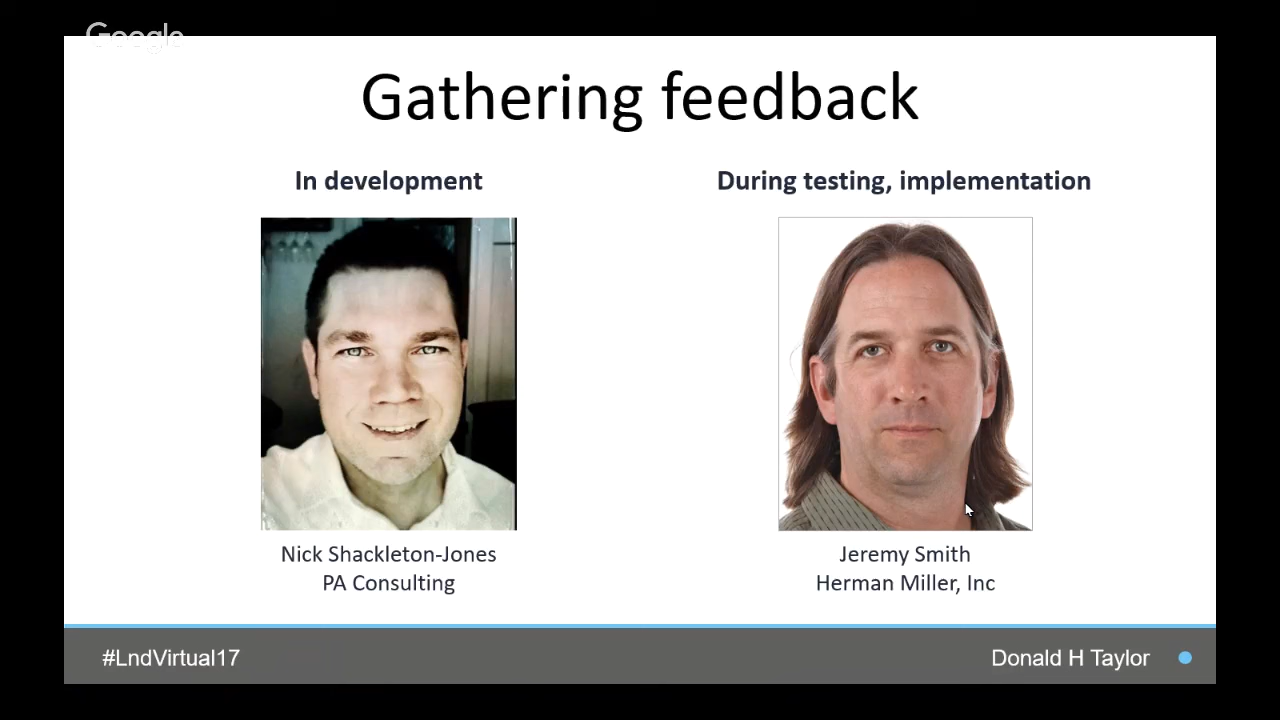 Google
Gathering feedback
In development
During testing, implementation
Nick Shackleton-Jones
PA Consulting
Jeremy Smith
Herman Miller, Inc
#LndVirtual17
Donald H Taylor